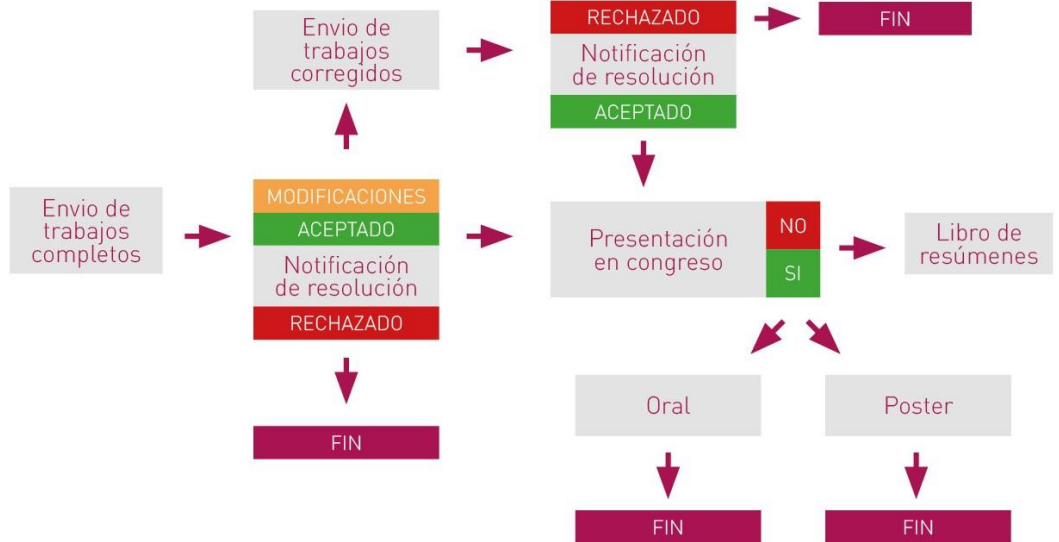 Envio de
trabajos
completos
MODIFICACIONES
ACEPTADO
Notificación
de resolución
RECHAZADO
FIN
Envio de
trabajos
corregidos
RECHAZADO
Notificación
de resolución
ACEPTADO
FIN
Presentación
en congreso
NO
SI
Libro de
resúmenes
Oral
FIN
Poster
FIN